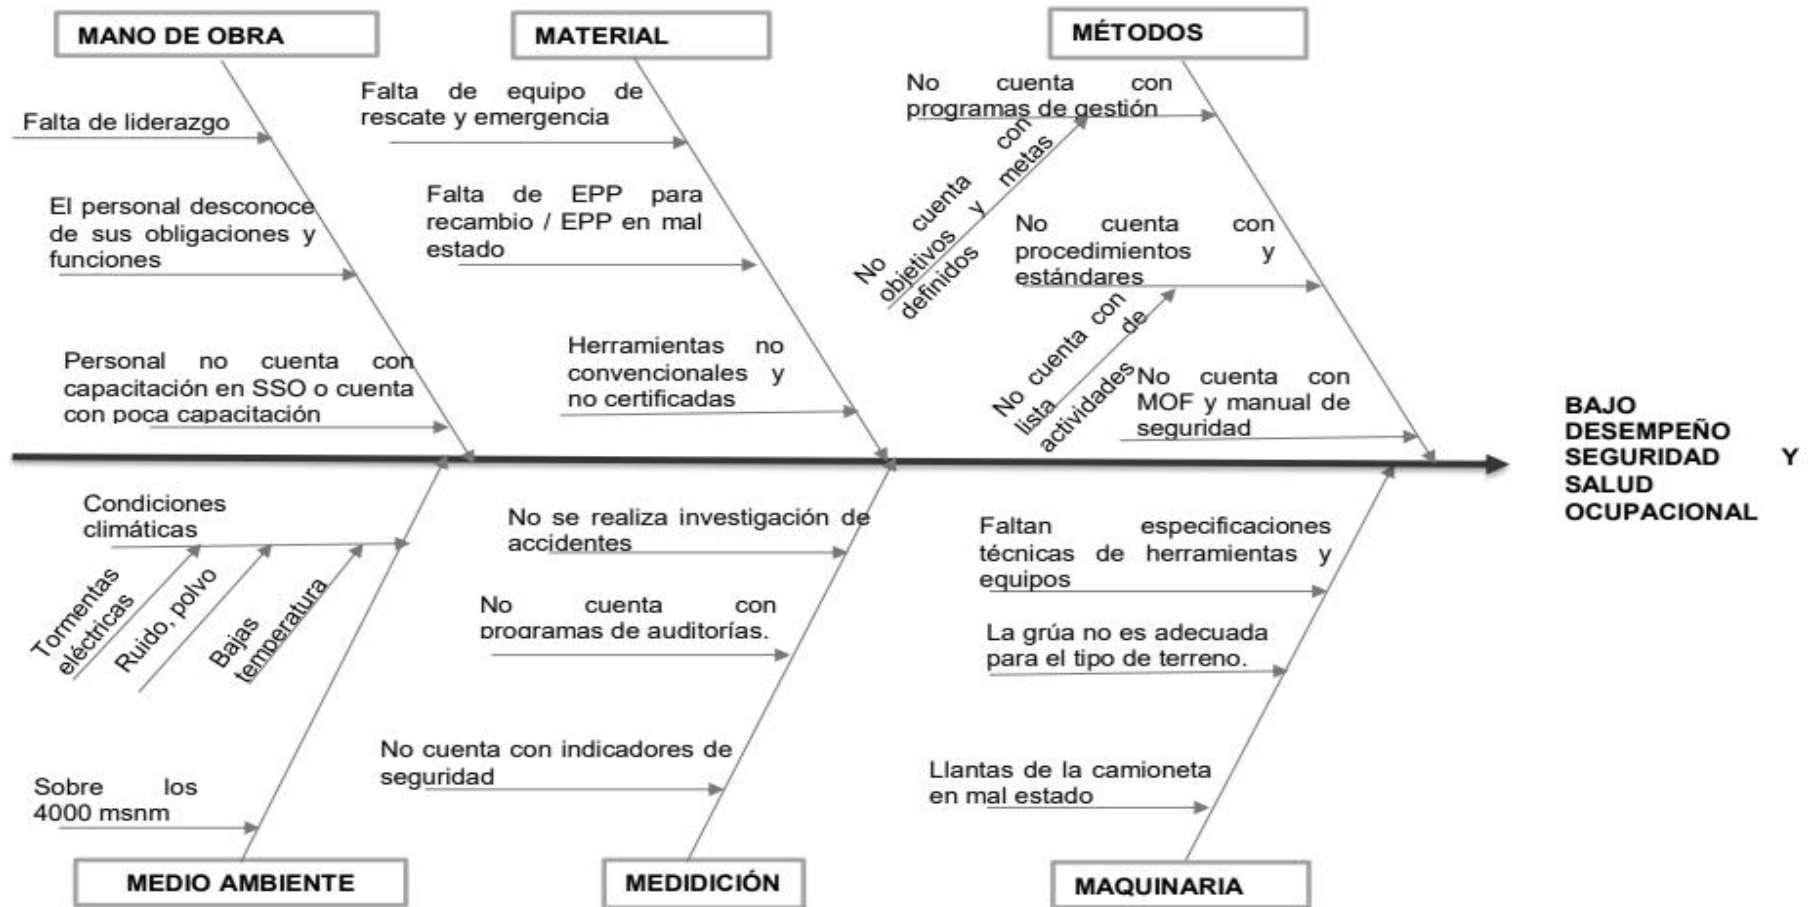 MANO DE OBRA
MATERIAL
MÉTODOS
Falta de liderazgo
El personal desconoce
de sus obligaciones y
funciones
Personal no cuenta con
capacitación en SSO o cuenta
con poca capacitación
Falta de equipo de
rescate y emergencia
Falta de EPP para
recambio / EPP en mal
estado
Herramientas no
convencionales y
no certificadas
No cuenta con
programas de gestión
No cuenta con
objetivos y metas
definidos
No cuenta con
procedimientos y
estándares
No cuenta con
lista de
actividades
No cuenta con
MOF y manual de
seguridad
BAJO
DESEMPEÑO
SEGURIDAD Y
SALUD
OCUPACIONAL
Condiciones
climáticas
Tormentas
eléctricas
Ruido, polvo
Bajas
temperatura
Sobre los
4000 msnm
No se realiza investigación de
accidentes
No cuenta con
programas de auditorías.
No cuenta con indicadores de
seguridad
Faltan especificaciones
técnicas de herramientas y
equipos
La grúa no es adecuada
para el tipo de terreno.
Llantas de la camioneta
en mal estado
MEDIO AMBIENTE
MEDIDICIÓN
MAQUINARIA